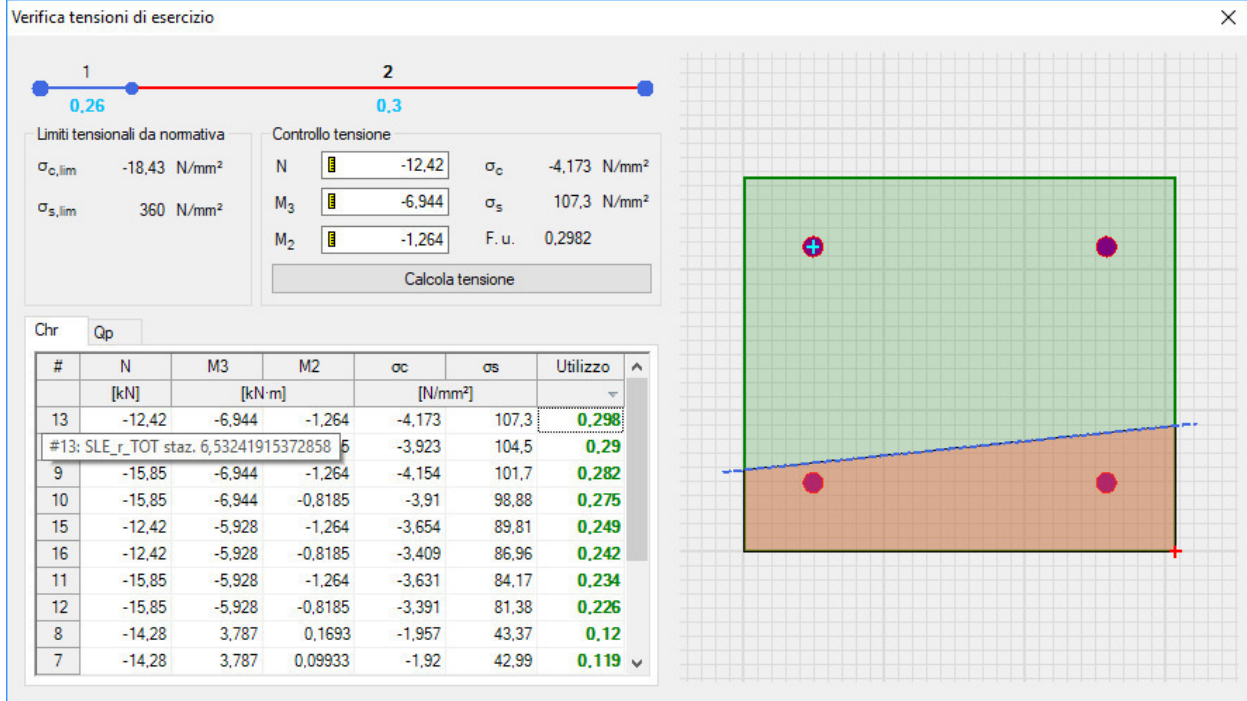 Verifica tensioni di esercizio
1 2
0,26 0,3
Limiti tensionali da normativa
σc,lim -18,43 N/mm²
σs,lim 360 N/mm²
Controllo tensione
N -12,42 σc -4,173 N/mm²
M3 -6,944 σs 107,3 N/mm²
M2 -1,264 F. u. 0,2982
Calcola tensione
Chr Qp
# N M3 M2 σc σs Utilizzo
[kN] [kN·m] [N/mm²]
13 -12,42 -6,944 -1,264 -4,173 107,3 0,298
#13: SLE_r_TOT staz. 6,53241915372858 5 -3,923 104,5 0,29
9 -15,85 -6,944 -1,264 -4,154 101,7 0,282
10 -15,85 -6,944 -0,8185 -3,91 98,88 0,275
15 -12,42 -5,928 -1,264 -3,654 89,81 0,249
16 -12,42 -5,928 -0,8185 -3,409 86,96 0,242
11 -15,85 -5,928 -1,264 -3,631 84,17 0,234
12 -15,85 -5,928 -0,8185 -3,391 81,38 0,226
8 -14,28 3,787 0,1693 -1,957 43,37 0,12
7 -14,28 3,787 0,09933 -1,92 42,99 0,119